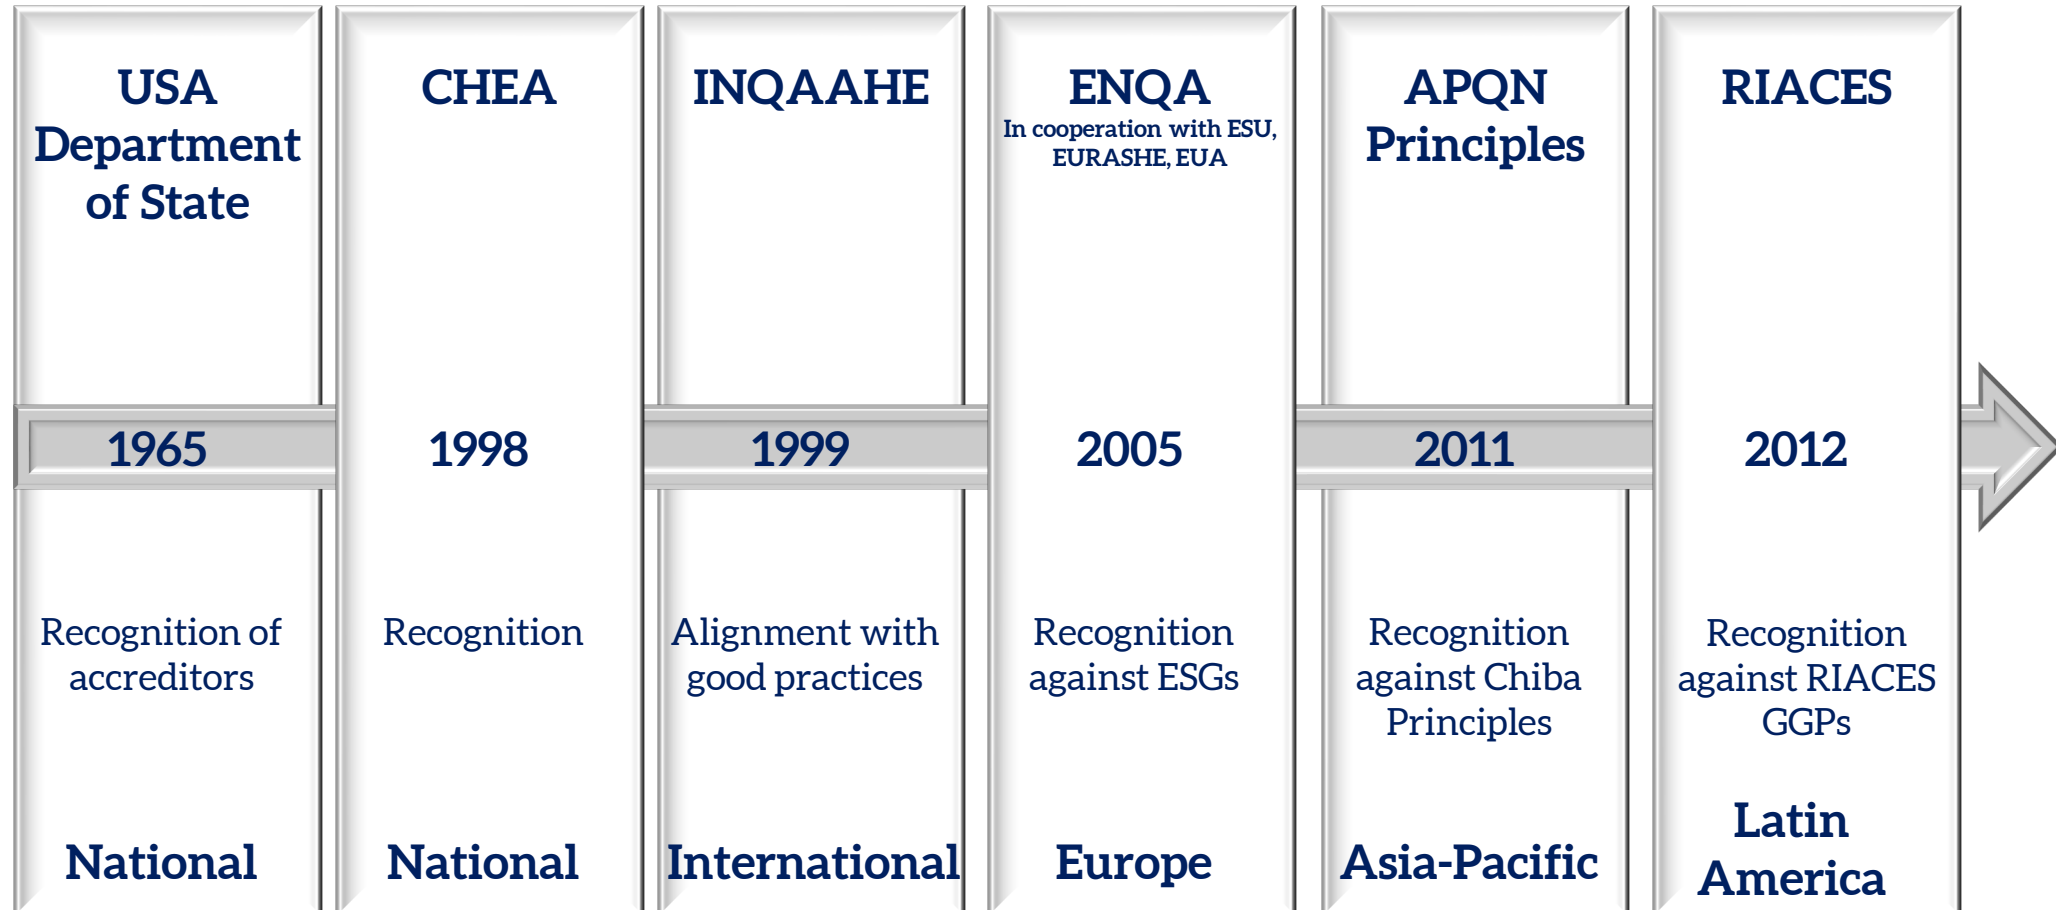 USA
Department
of State
1965
Recognition of
accreditors
National
CHEA
1998
Recognition
National
INQAAHE
1999
Alignment with
good practices
International
ENQA
In cooperation with ESU,
EURASHE, EUA
2005
Recognition
against ESGs
Europe
APQN
Principles
2011
Recognition
against Chiba
Principles
Asia-Pacific
RIACES
2012
Recognition
against RIACES
GGPs
Latin
America